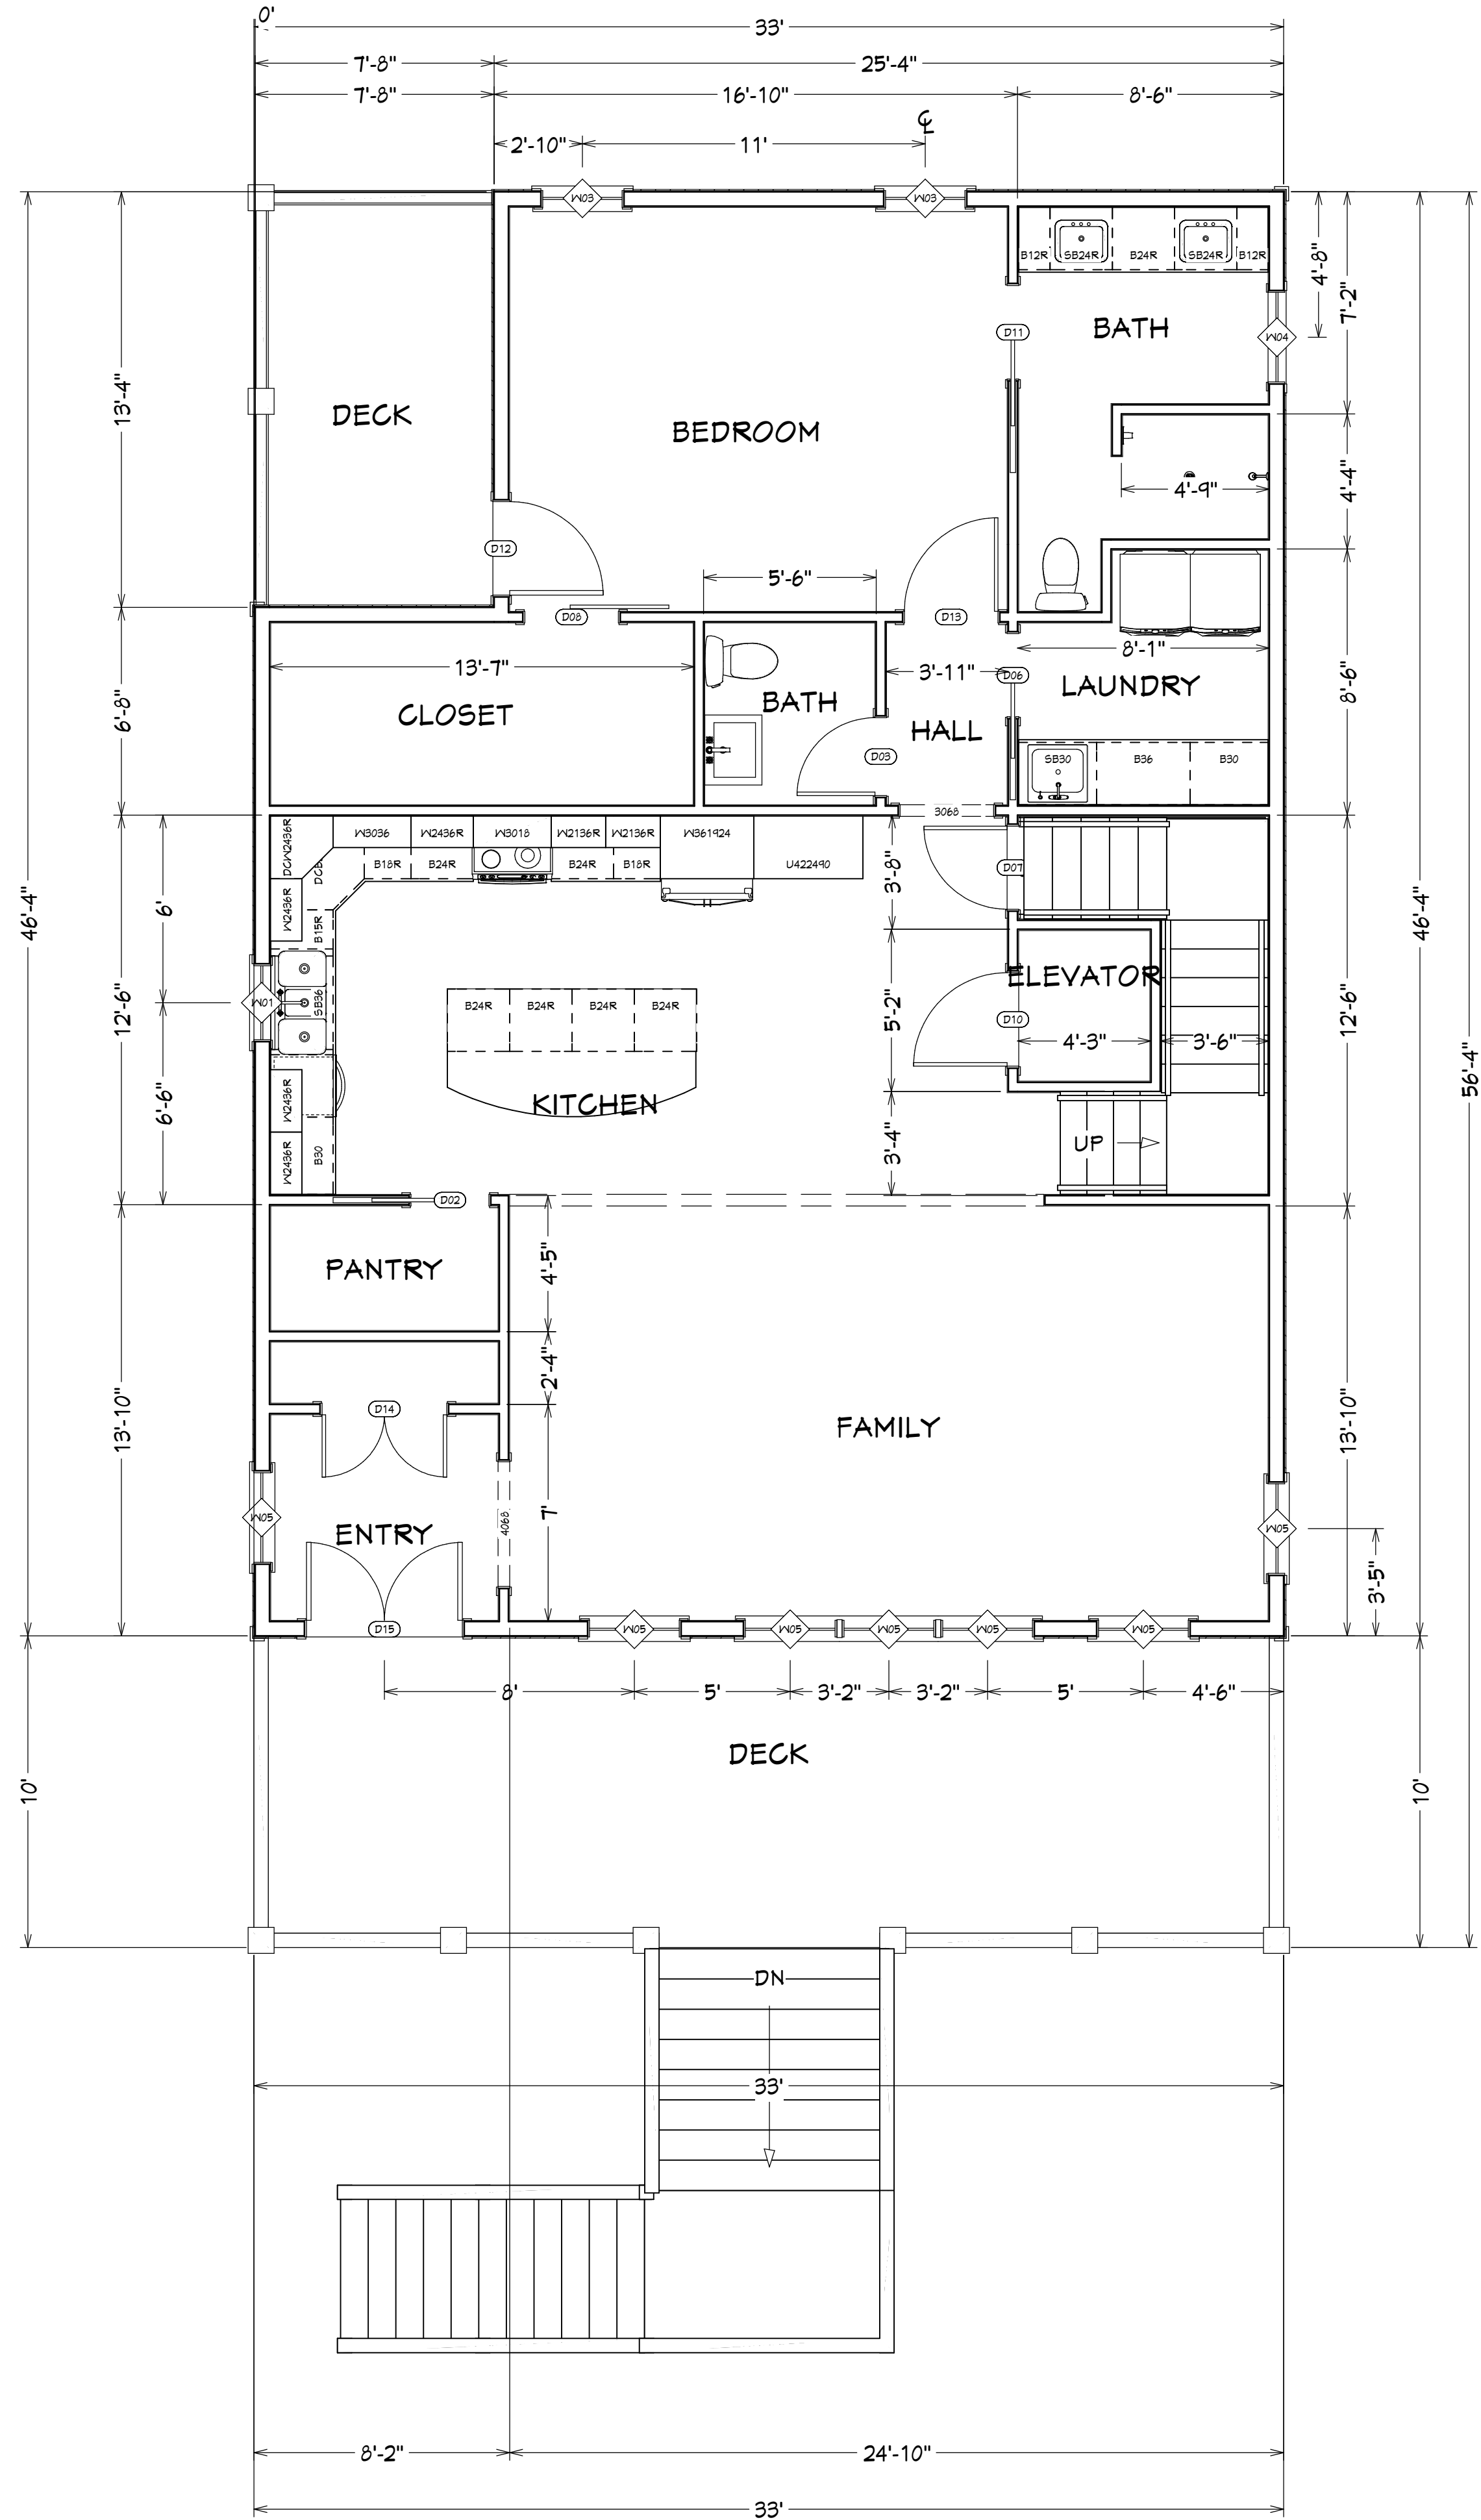 0'
33'
7'-8" 25'-4"
7'-8" 16'-10" 8'-6"
℄
2'-10" 11'
W03 W03
B12R SB24R B24R SB24R B12R
4'-8"
7'-2"
D11 BATH
W04
13'-4"
DECK
BEDROOM
4'-9"
4'-4"
D12
5'-6"
D08 D13
13'-7"
8'-1"
3'-11" D06
LAUNDRY
CLOSET
BATH
HALL
6'-8"
8'-6"
D03
SB30 B36 B30
3068
DCW2436R W3036 W2436R W3018 W2136R W2136R W361924
B18R B24R B24R B18R U422490
DCB
D07
3'-8"
46'-4"
6'
W2436R
B15R
46'-4"
ELEVATOR
W01
SB36
B24R B24R B24R B24R
5'-2"
D10
12'-6"
12'-6"
4'-3" 3'-6"
56'-4"
6'-6"
W2436R
KITCHEN
3'-4"
UP
W2436R
B30
D02
4'-5"
PANTRY
2'-4"
D14
13'-10"
13'-10"
FAMILY
W05
ENTRY
4068
7'
W05
3'-5"
D15 W05 W05 W05 W05 W05
8' 5' 3'-2" 3'-2" 5' 4'-6"
DECK
10'
10'
DN
33'
8'-2" 24'-10"
33'